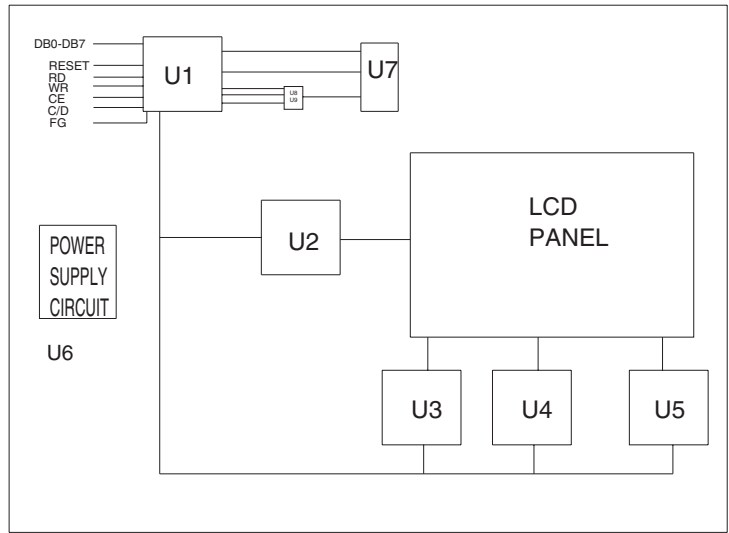 DB0-DB7
RESET
RD
WR
CE
C/D
FG
U1
U8
U9
U7
LCD
PANEL
U2
POWER
SUPPLY
CIRCUIT
U6
U3
U4
U5